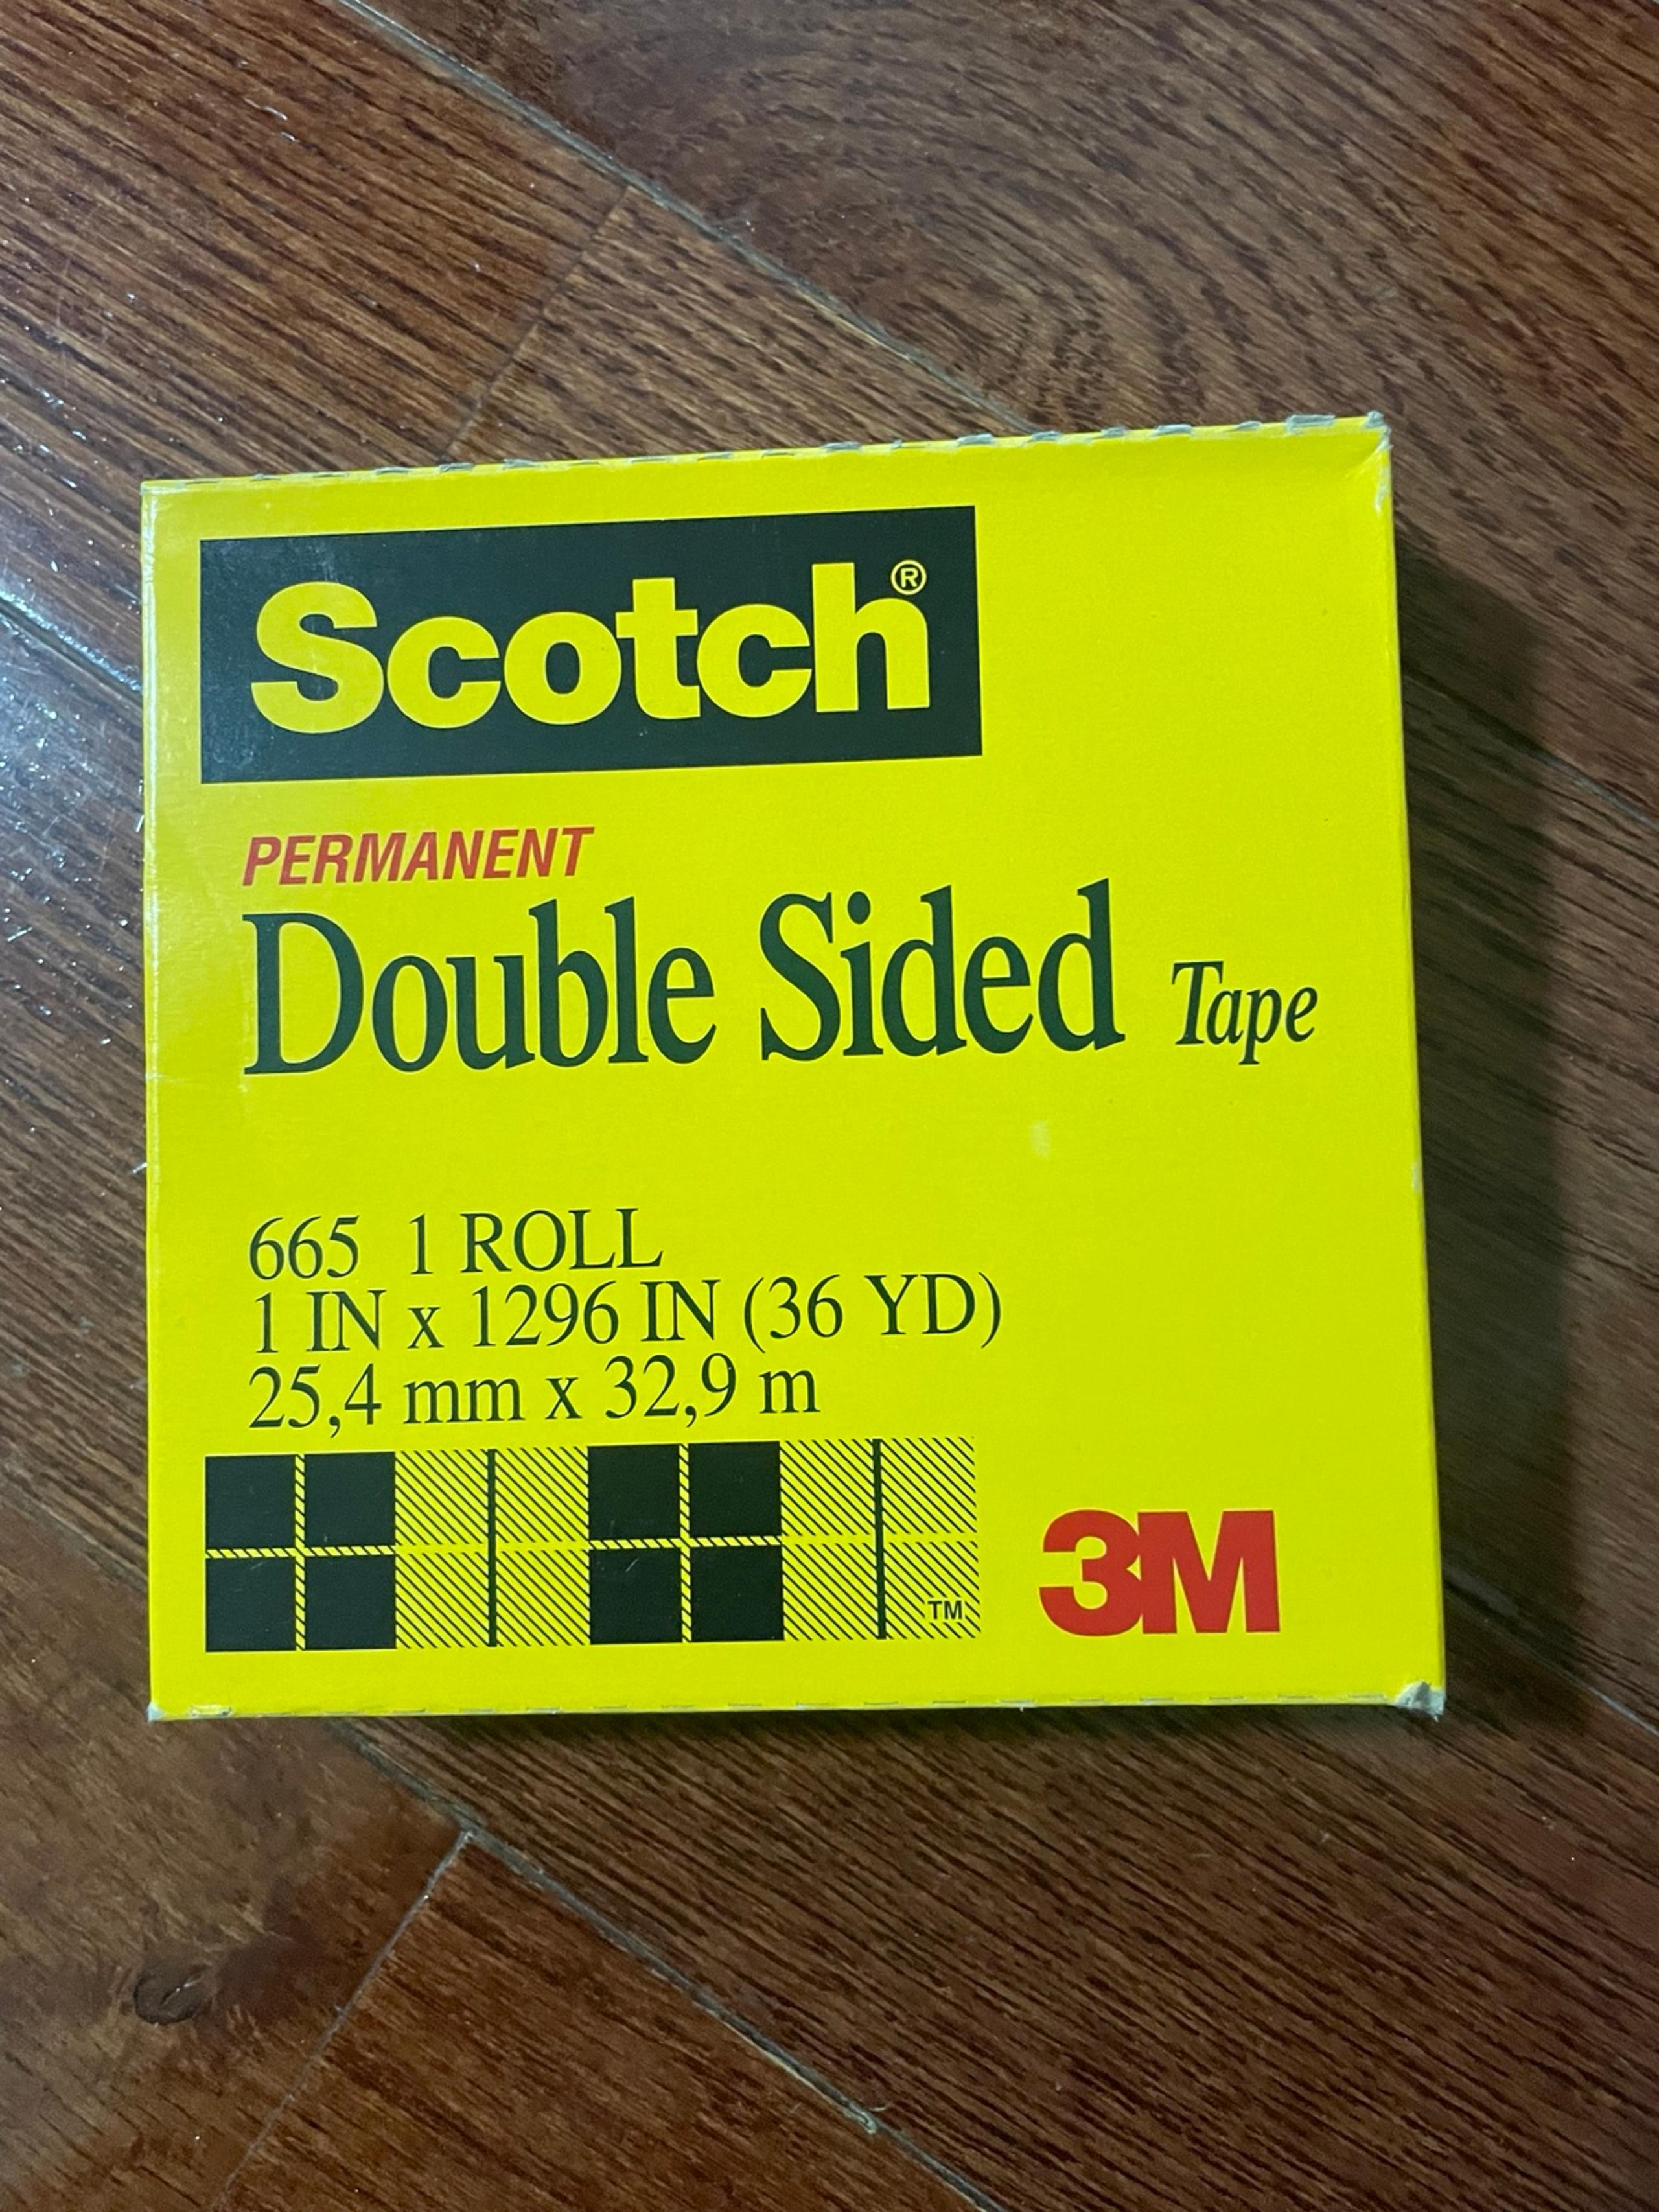 Scotch®
PERMANENT
Double Sided Tape
665 1 ROLL
1 IN x 1296 IN (36 YD)
25,4 mm x 32,9 m
TM
3M